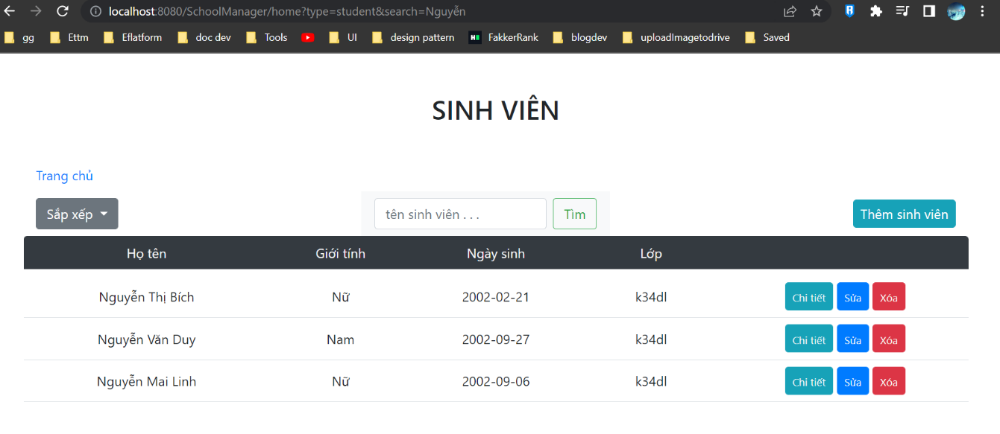 localhost:8080/SchoolManager/home?type=student&search=Nguyễn
gg Ettm Eflatform doc dev Tools UI design pattern FakkerRank blogdev uploadImagetodrive Saved
SINH VIÊN
Trang chủ
Sắp xếp tên sinh viên . . . Tìm Thêm sinh viên
Họ tên Giới tính Ngày sinh Lớp
Nguyễn Thị Bích Nữ 2002-02-21 k34dl Chi tiết Sửa Xóa
Nguyễn Văn Duy Nam 2002-09-27 k34dl Chi tiết Sửa Xóa
Nguyễn Mai Linh Nữ 2002-09-06 k34dl Chi tiết Sửa Xóa